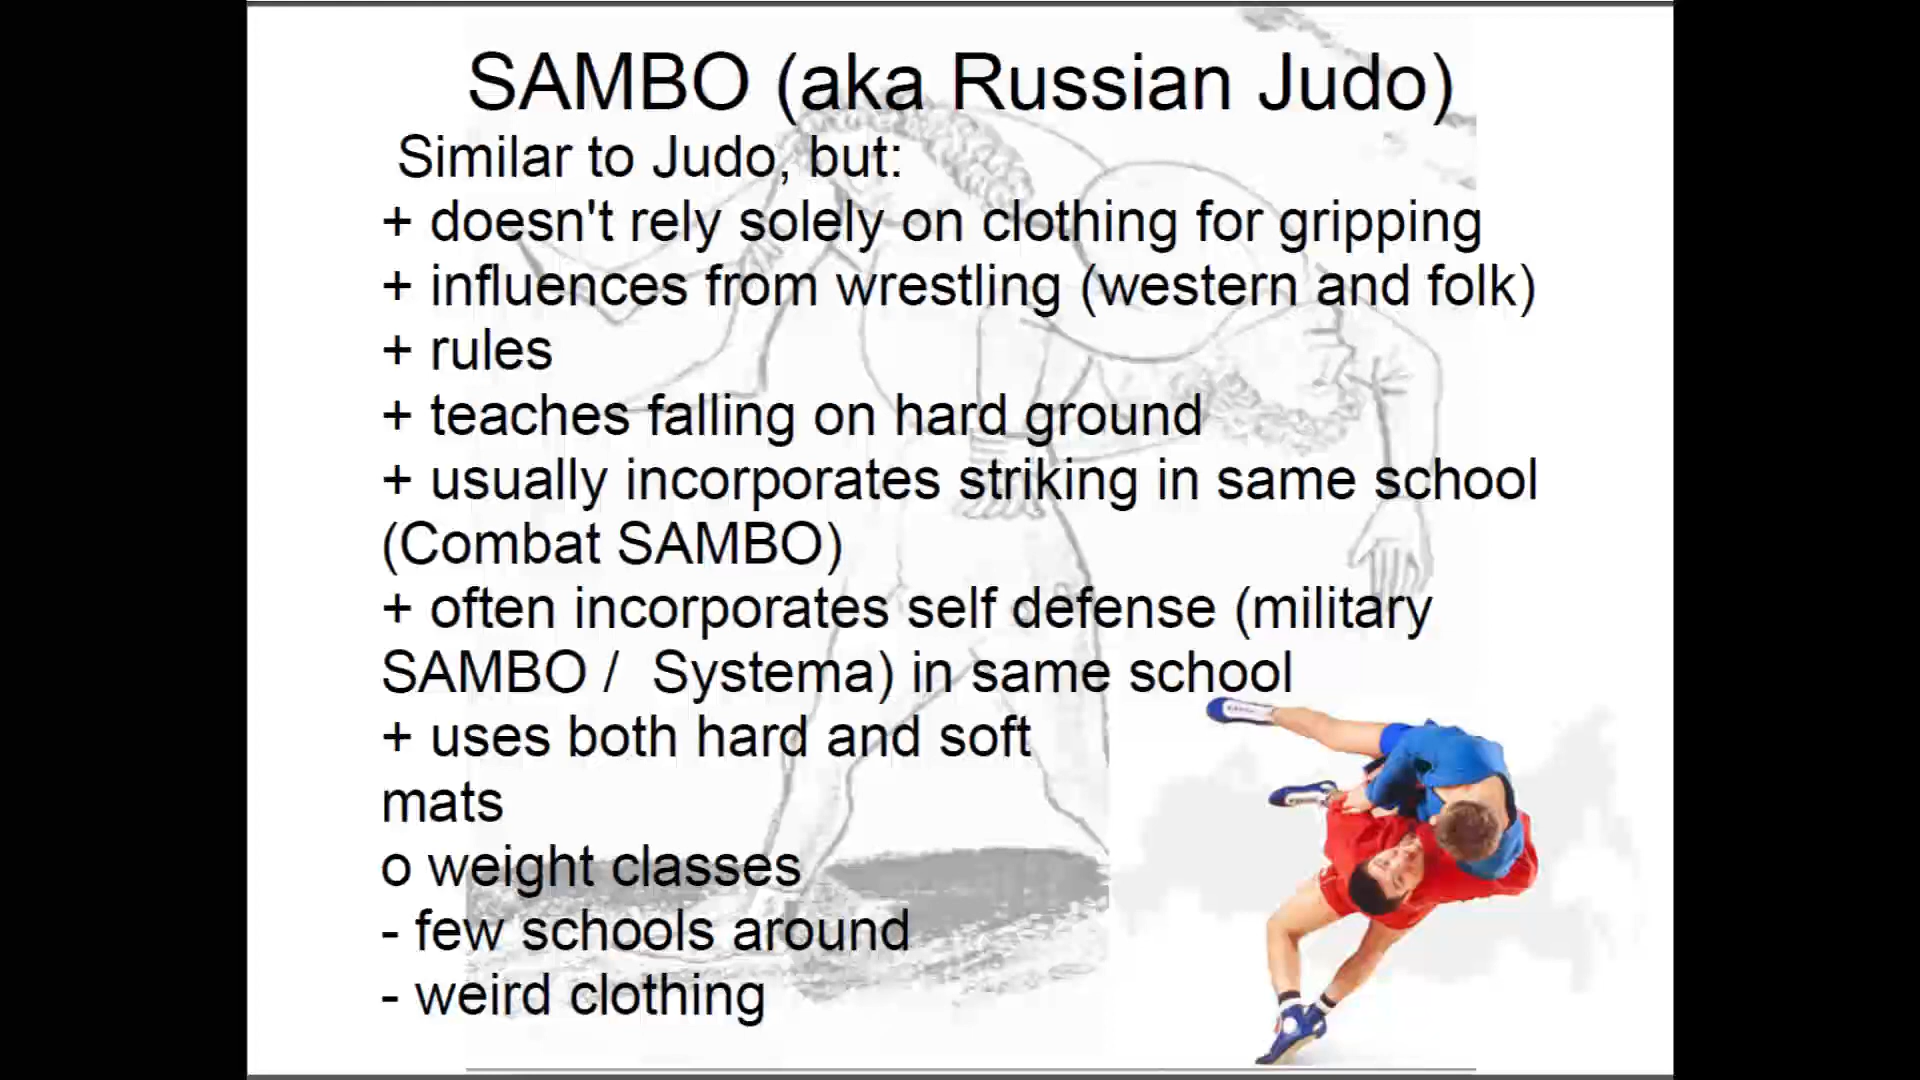 SAMBO (aka Russian Judo)
Similar to Judo, but:
+ doesn't rely solely on clothing for gripping
+ influences from wrestling (western and folk)
+ rules
+ teaches falling on hard ground
+ usually incorporates striking in same school
(Combat SAMBO)
+ often incorporates self defense (military
SAMBO / Systema) in same school
+ uses both hard and soft
mats
o weight classes
- few schools around
- weird clothing